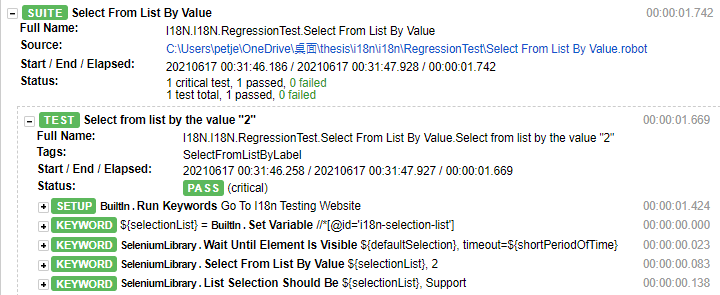 SUITE Select From List By Value 00:00:01.742
Full Name: I18N.I18N.RegressionTest.Select From List By Value
Source: C:\Users\petje\OneDrive\桌面\thesis\i18n\i18n\RegressionTest\Select From List By Value.robot
Start / End / Elapsed: 20210617 00:31:46.186 / 20210617 00:31:47.928 / 00:00:01.742
Status: 1 critical test, 1 passed, 0 failed
1 test total, 1 passed, 0 failed
TEST Select from list by the value "2" 00:00:01.669
Full Name: I18N.I18N.RegressionTest.Select From List By Value.Select from list by the value "2"
Tags: SelectFromListByLabel
Start / End / Elapsed: 20210617 00:31:46.258 / 20210617 00:31:47.927 / 00:00:01.669
Status: PASS (critical)
SETUP BuiltIn . Run Keywords Go To I18n Testing Website 00:00:01.424
KEYWORD ${selectionList} = BuiltIn . Set Variable //*[@id='i18n-selection-list'] 00:00:00.000
KEYWORD SeleniumLibrary . Wait Until Element Is Visible ${defaultSelection}, timeout=${shortPeriodOfTime} 00:00:00.023
KEYWORD SeleniumLibrary . Select From List By Value ${selectionList}, 2 00:00:00.083
KEYWORD SeleniumLibrary . List Selection Should Be ${selectionList}, Support 00:00:00.138